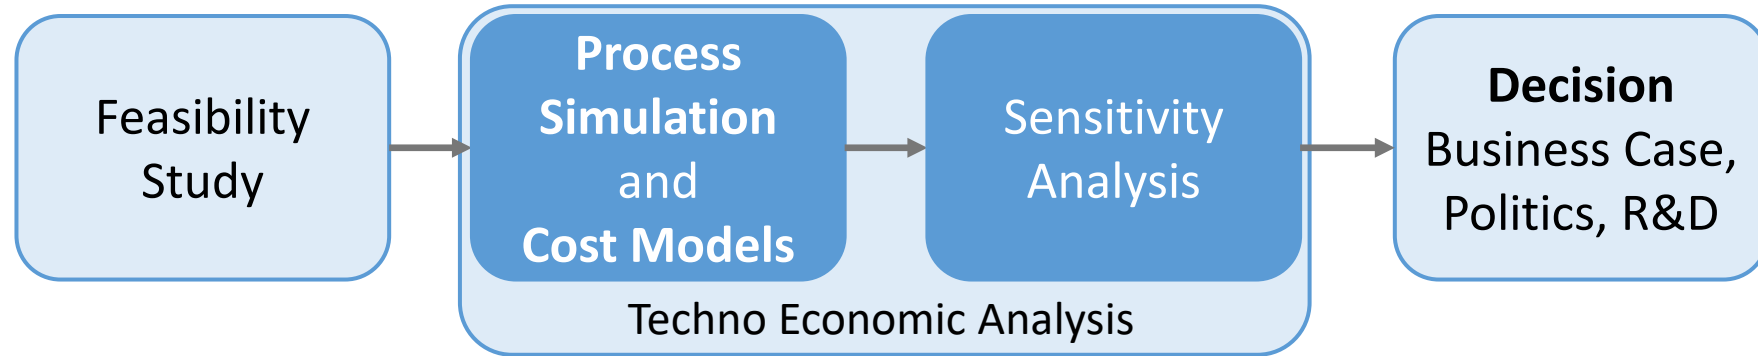 Feasibility
Study
Process
Simulation
and
Cost Models
Sensitivity
Analysis
Techno Economic Analysis
Decision
Business Case,
Politics, R&D